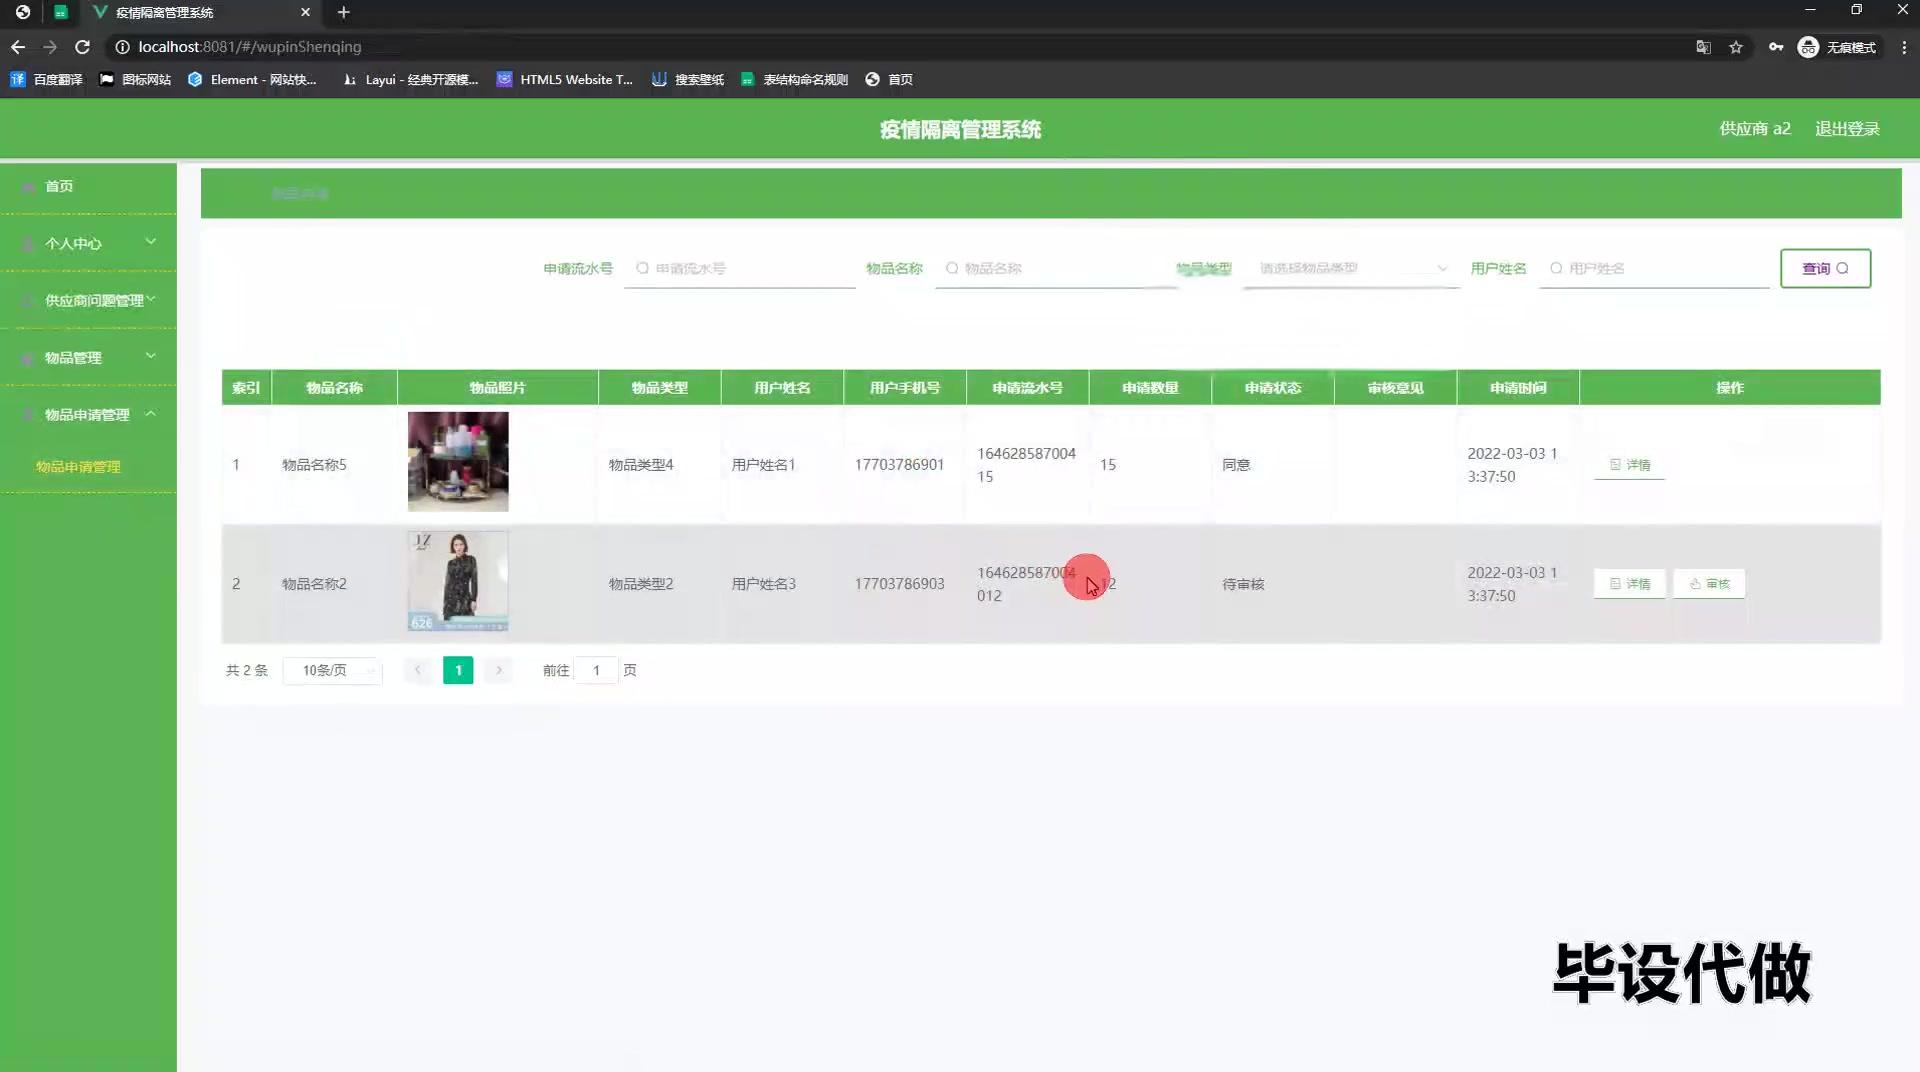 疫情隔离管理系统
localhost:8081/#/wupinShenqing
无痕模式
百度翻译
图标网站
Element - 网站快...
Layui - 经典开源模...
HTML5 Website T...
搜索壁纸
表结构命名规则
首页
疫情隔离管理系统
供应商 a2
退出登录
首页
个人中心
供应商问题管理
物品管理
物品申请管理
物品申请管理
申请流水号 申请流水号 物品名称 物品名称 物品类型 请选择物品类型 用户姓名 用户姓名 查询
索引 物品名称 物品照片 物品类型 用户姓名 用户手机号 申请流水号 申请数量 申请状态 审核意见 申请时间 操作
1 物品名称5 物品类型4 用户姓名1 17703786901 164628587004 15 同意 2022-03-03 1 详情
15 3:37:50
2 物品名称2 物品类型2 用户姓名3 17703786903 164628587004 12 待审核 2022-03-03 1 详情 审核
012 3:37:50
JZ
626
共 2 条 10条/页 1 前往 1 页
毕设代做